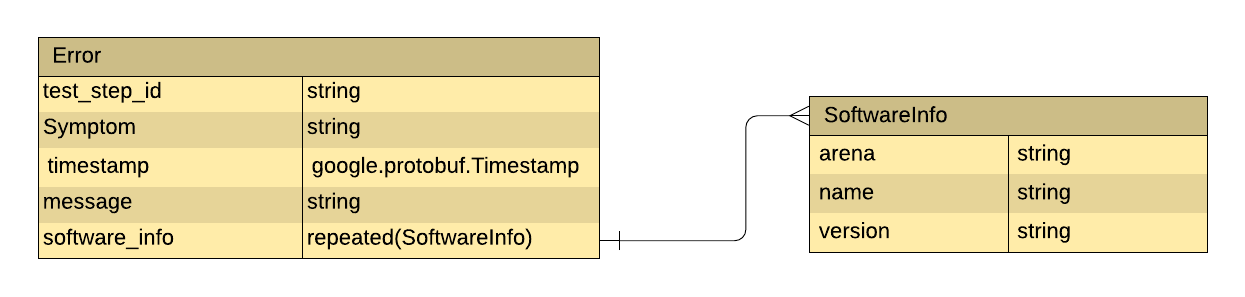 Error
test_step_id string
Symptom string
timestamp google.protobuf.Timestamp
message string
software_info repeated(SoftwareInfo)
SoftwareInfo
arena string
name string
version string